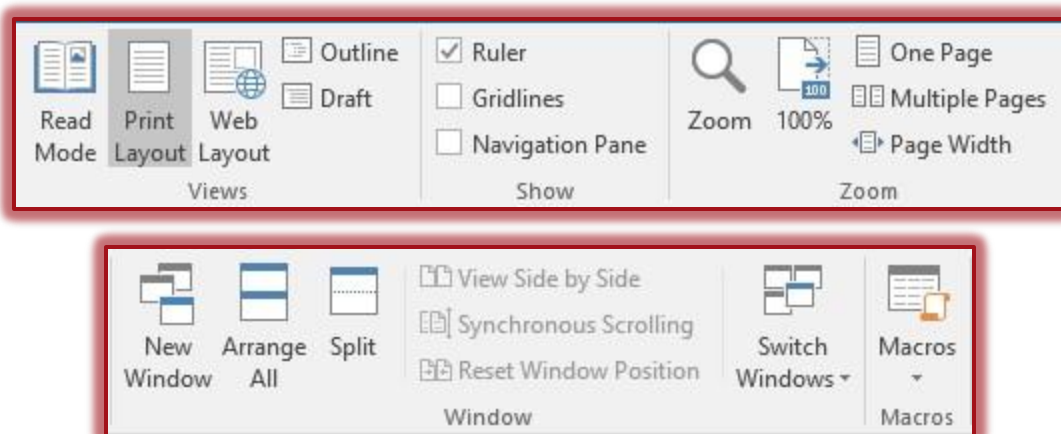 Read Mode
Print Layout
Web Layout
Outline
Draft
Views
Ruler
Gridlines
Navigation Pane
Show
Zoom
100
100%
One Page
Multiple Pages
Page Width
Zoom
New Window
Arrange All
Split
View Side by Side
Synchronous Scrolling
Reset Window Position
Switch Windows
Window
Macros
Macros